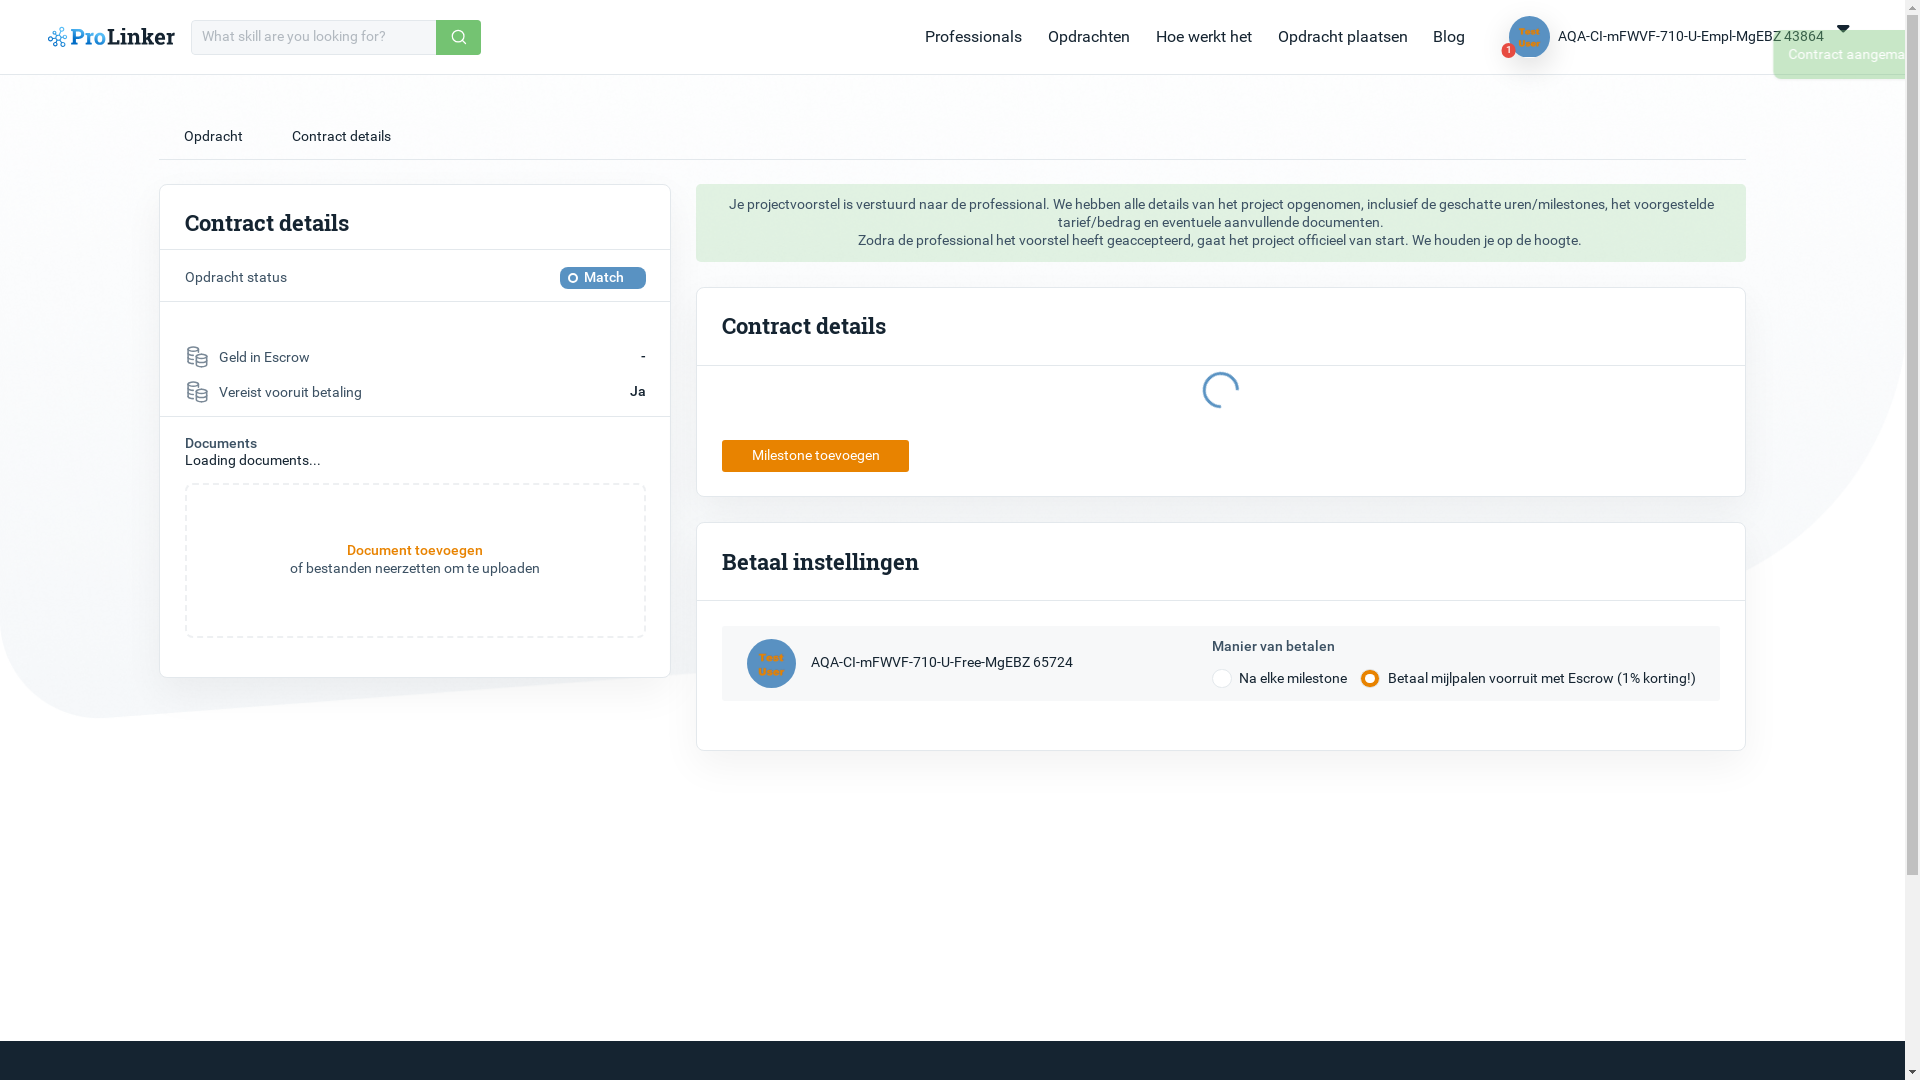 ProLinker
What skill are you looking for?
Professionals
Opdrachten
Hoe werkt het
Opdracht plaatsen
Blog
Test
User
1
AQA-CI-mFWVF-710-U-Empl-MgEBZ 43864
Contract aangema
Opdracht
Contract details
Contract details
Opdracht status
Match
Geld in Escrow
-
Vereist vooruit betaling
Ja
Documents
Loading documents...
Document toevoegen
of bestanden neerzetten om te uploaden
Je projectvoorstel is verstuurd naar de professional. We hebben alle details van het project opgenomen, inclusief de geschatte uren/milestones, het voorgestelde
tarief/bedrag en eventuele aanvullende documenten.
Zodra de professional het voorstel heeft geaccepteerd, gaat het project officieel van start. We houden je op de hoogte.
Contract details
Milestone toevoegen
Betaal instellingen
Test
User
AQA-CI-mFWVF-710-U-Free-MgEBZ 65724
Manier van betalen
Na elke milestone
Betaal mijlpalen voorruit met Escrow (1% korting!)